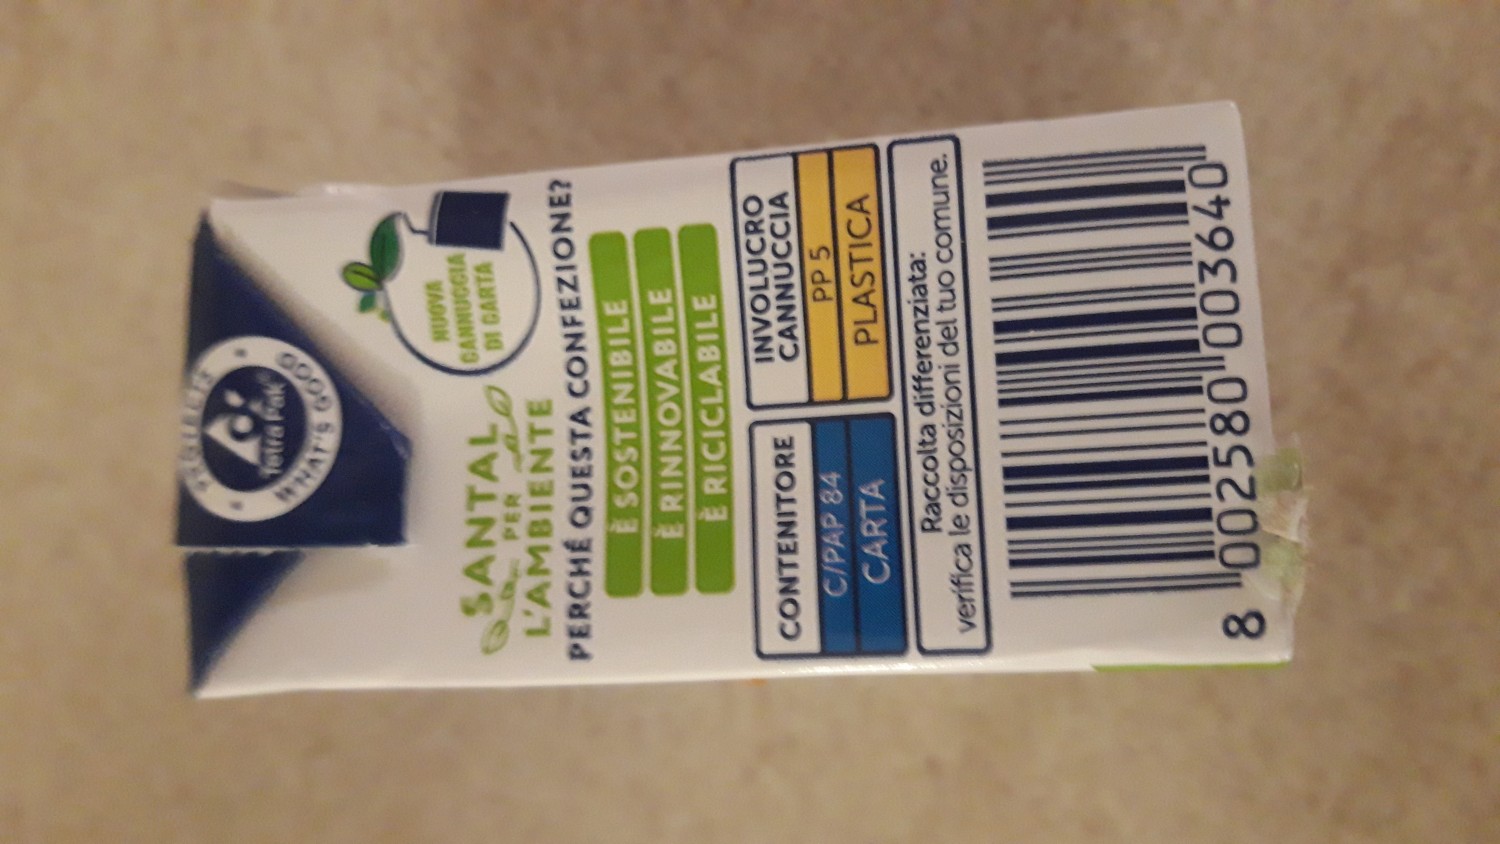 PROTECTS
Tetra Pak®
WHAT'S GOOD
NUOVA
CANNUCCIA
DI CARTA
SANTAL
PER
L'AMBIENTE
PERCHÉ QUESTA CONFEZIONE?
È SOSTENIBILE
È RINNOVABILE
È RICICLABILE
CONTENITORE
C/PAP 84
CARTA
INVOLUCRO
CANNUCCIA
PP 5
PLASTICA
Raccolta differenziata:
verifica le disposizioni del tuo comune.
8 002580 003640